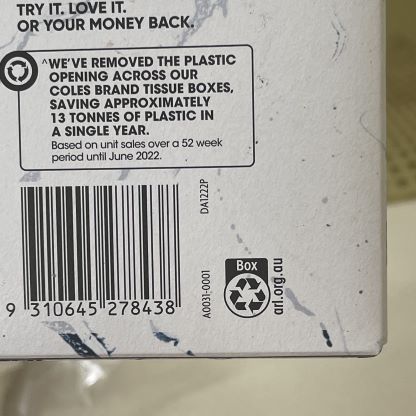 TRY IT. LOVE IT.
OR YOUR MONEY BACK.
^WE'VE REMOVED THE PLASTIC
OPENING ACROSS OUR
COLES BRAND TISSUE BOXES,
SAVING APPROXIMATELY
13 TONNES OF PLASTIC IN
A SINGLE YEAR.
Based on unit sales over a 52 week
period until June 2022.
DA1222P
A0031-0001
9 310645 278438
Box
arl.org.au